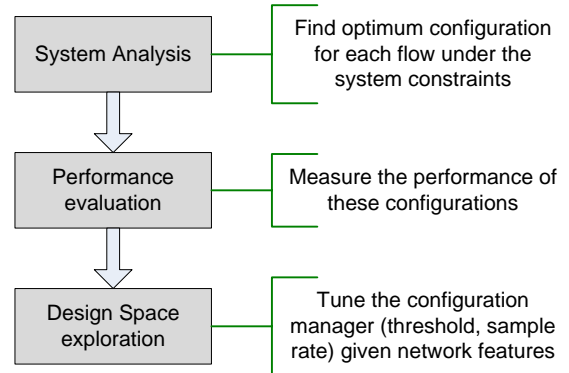 System Analysis
Find optimum configuration
for each flow under the
system constraints
Performance
evaluation
Measure the performance of
these configurations
Design Space
exploration
Tune the configuration
manager (threshold, sample
rate) given network features